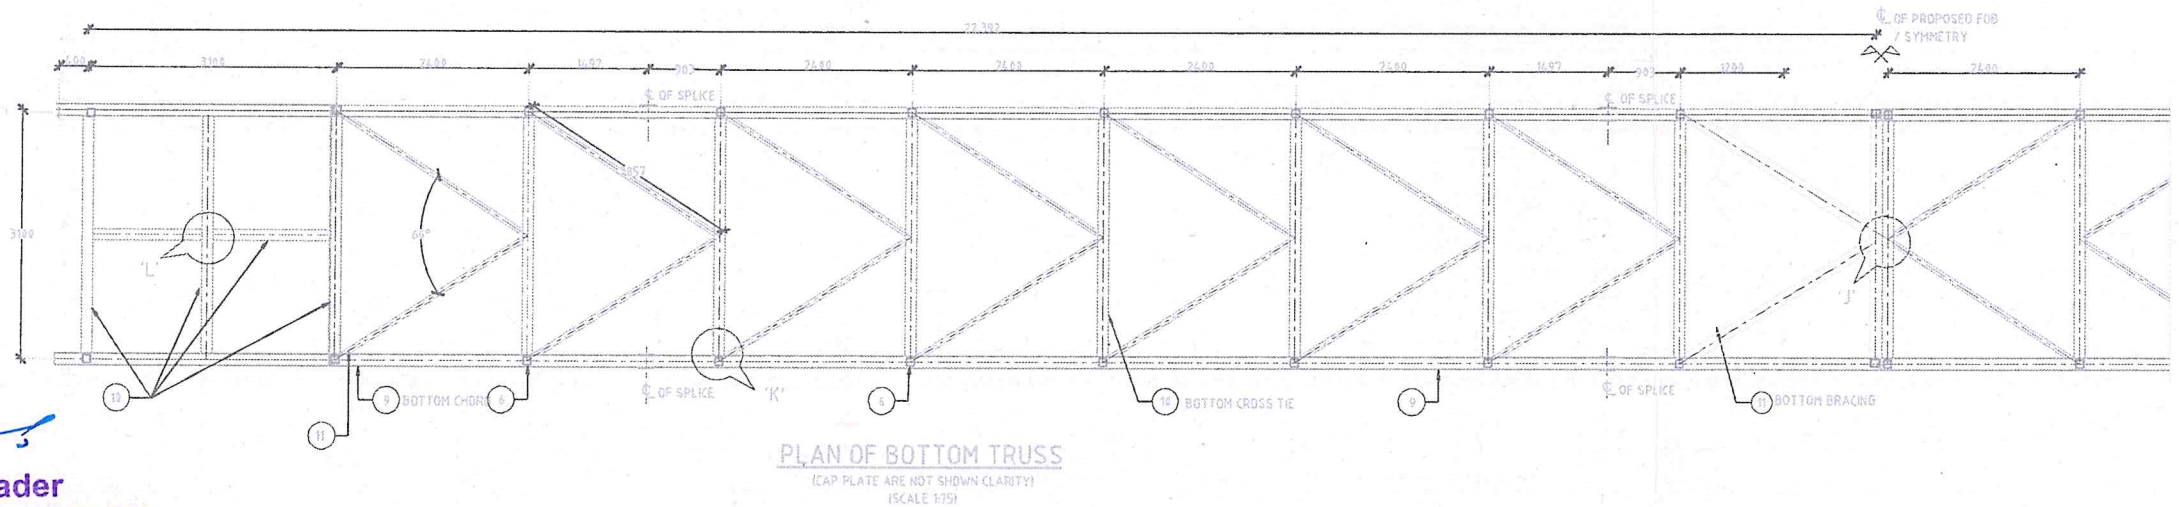 22,392
℄ OF PROPOSED FOB
/ SYMMETRY
400 3100 2400 1497 903 2400 2400 2400 2400 1497 903 1200 2400
℄ OF SPLICE
℄ OF SPLICE
2857
3100
66°
'L'
'J'
10
9 BOTTOM CHORD
6
℄ OF SPLICE
'K'
6
10 BOTTOM CROSS TIE
9
℄ OF SPLICE
11 BOTTOM BRACING
11
PLAN OF BOTTOM TRUSS
(CAP PLATE ARE NOT SHOWN CLARITY)
(SCALE 1:75)
ader